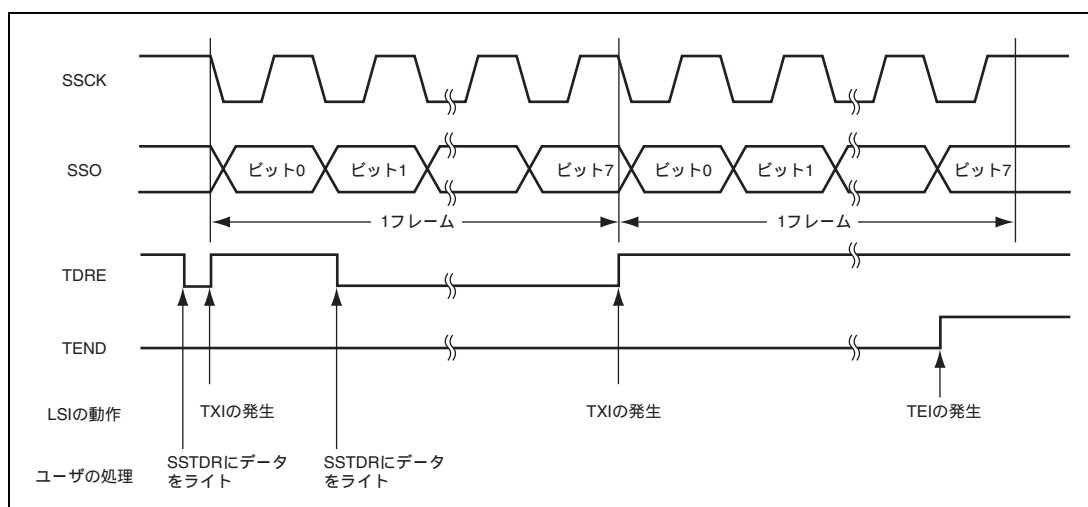 SSCK
SSO
ビット0
ビット1
ビット7
ビット0
ビット1
ビット7
1フレーム
1フレーム
TDRE
TEND
LSIの動作
TXIの発生
TXIの発生
TEIの発生
ユーザの処理
SSTDRにデータ
をライト
SSTDRにデータ
をライト